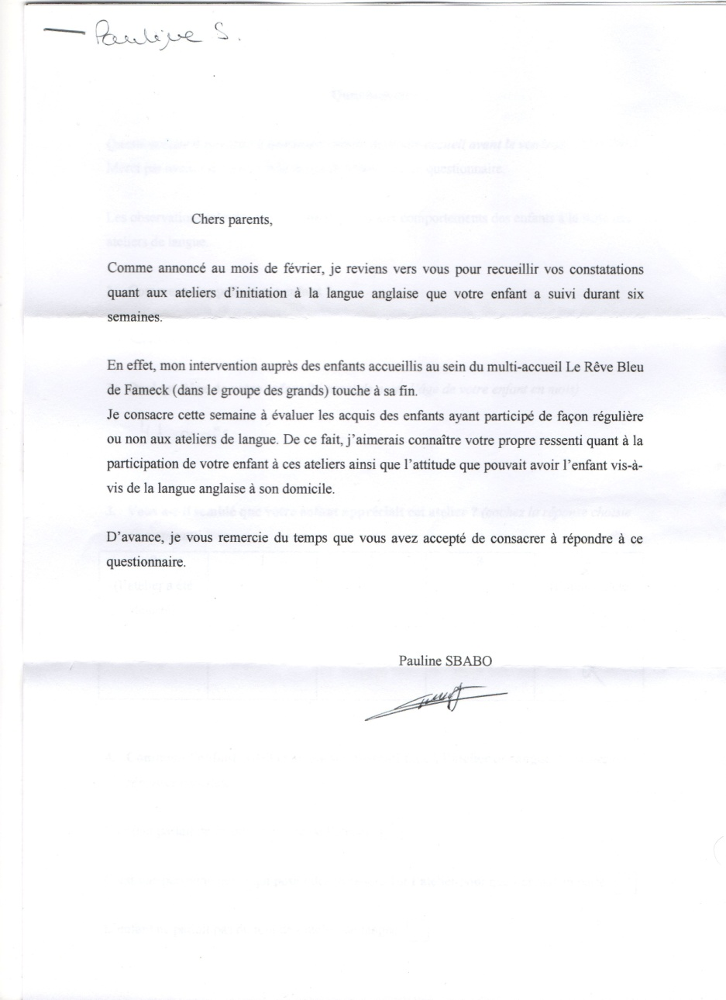 — Pauline S.
Chers parents,
Comme annoncé au mois de février, je reviens vers vous pour recueillir vos constatations
quant aux ateliers d’initiation à la langue anglaise que votre enfant a suivi durant six
semaines.
En effet, mon intervention auprès des enfants accueillis au sein du multi-accueil Le Rêve Bleu
de Fameck (dans le groupe des grands) touche à sa fin.
Je consacre cette semaine à évaluer les acquis des enfants ayant participé de façon régulière
ou non aux ateliers de langue. De ce fait, j’aimerais connaître votre propre ressenti quant à la
participation de votre enfant à ces ateliers ainsi que l’attitude que pouvait avoir l’enfant vis-à-
vis de la langue anglaise à son domicile.
D’avance, je vous remercie du temps que vous avez accepté de consacrer à répondre à ce
questionnaire.
Pauline SBABO